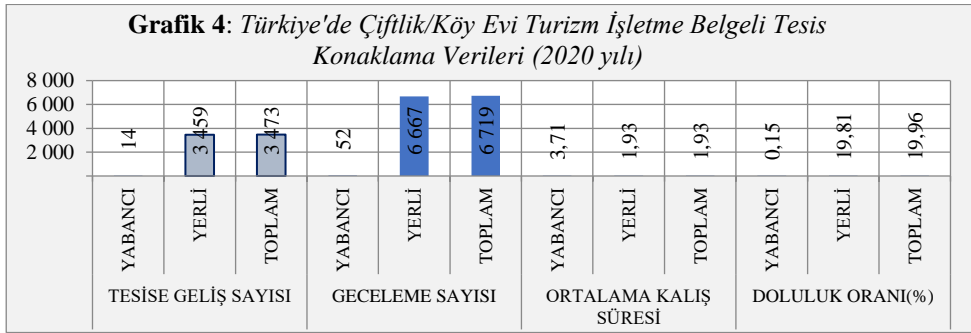 Grafik 4: Türkiye'de Çiftlik/Köy Evi Turizm İşletme Belgeli Tesis
Konaklama Verileri (2020 yılı)
8 000
6 000
4 000
2 000
14
3 459
3 473
52
6 667
6 719
3,71
1,93
1,93
0,15
19,81
19,96
YABANCI
YERLİ
TOPLAM
YABANCI
YERLİ
TOPLAM
YABANCI
YERLİ
TOPLAM
YABANCI
YERLİ
TOPLAM
TESİSE GELİŞ SAYISI
GECELEME SAYISI
ORTALAMA KALIŞ
SÜRESİ
DOLULUK ORANI(%)